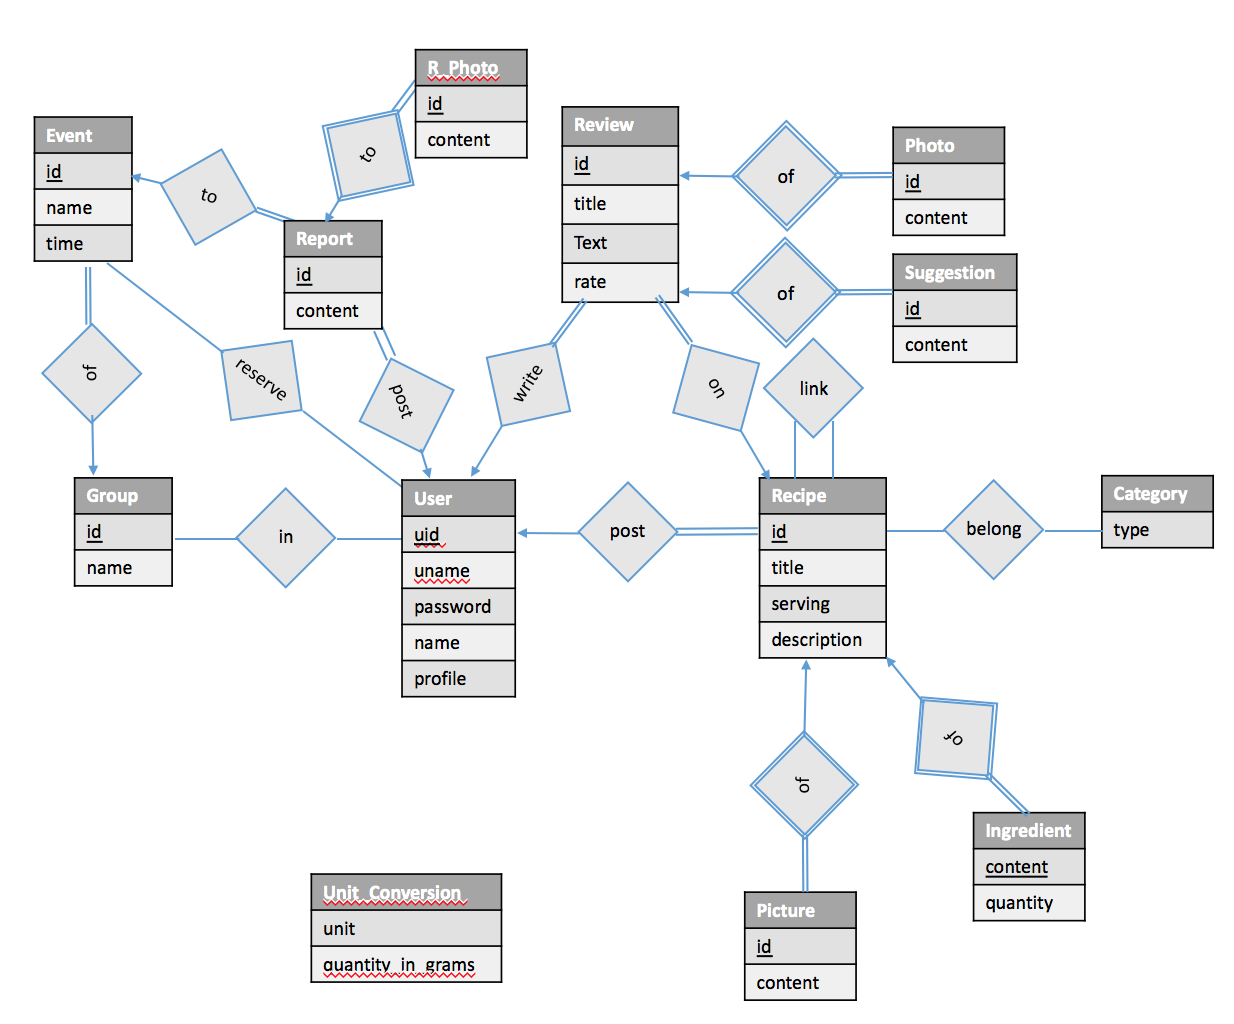 R_Photo
id
content
Event
id
name
time
to
to
Report
id
content
Review
id
title
Text
rate
of
Photo
id
content
of
Suggestion
id
content
of
reserve
post
write
on
link
Group
id
name
in
User
uid
uname
password
name
profile
post
Recipe
id
title
serving
description
belong
Category
type
of
of
Ingredient
content
quantity
Unit_Conversion
unit
quantity_in_grams
Picture
id
content